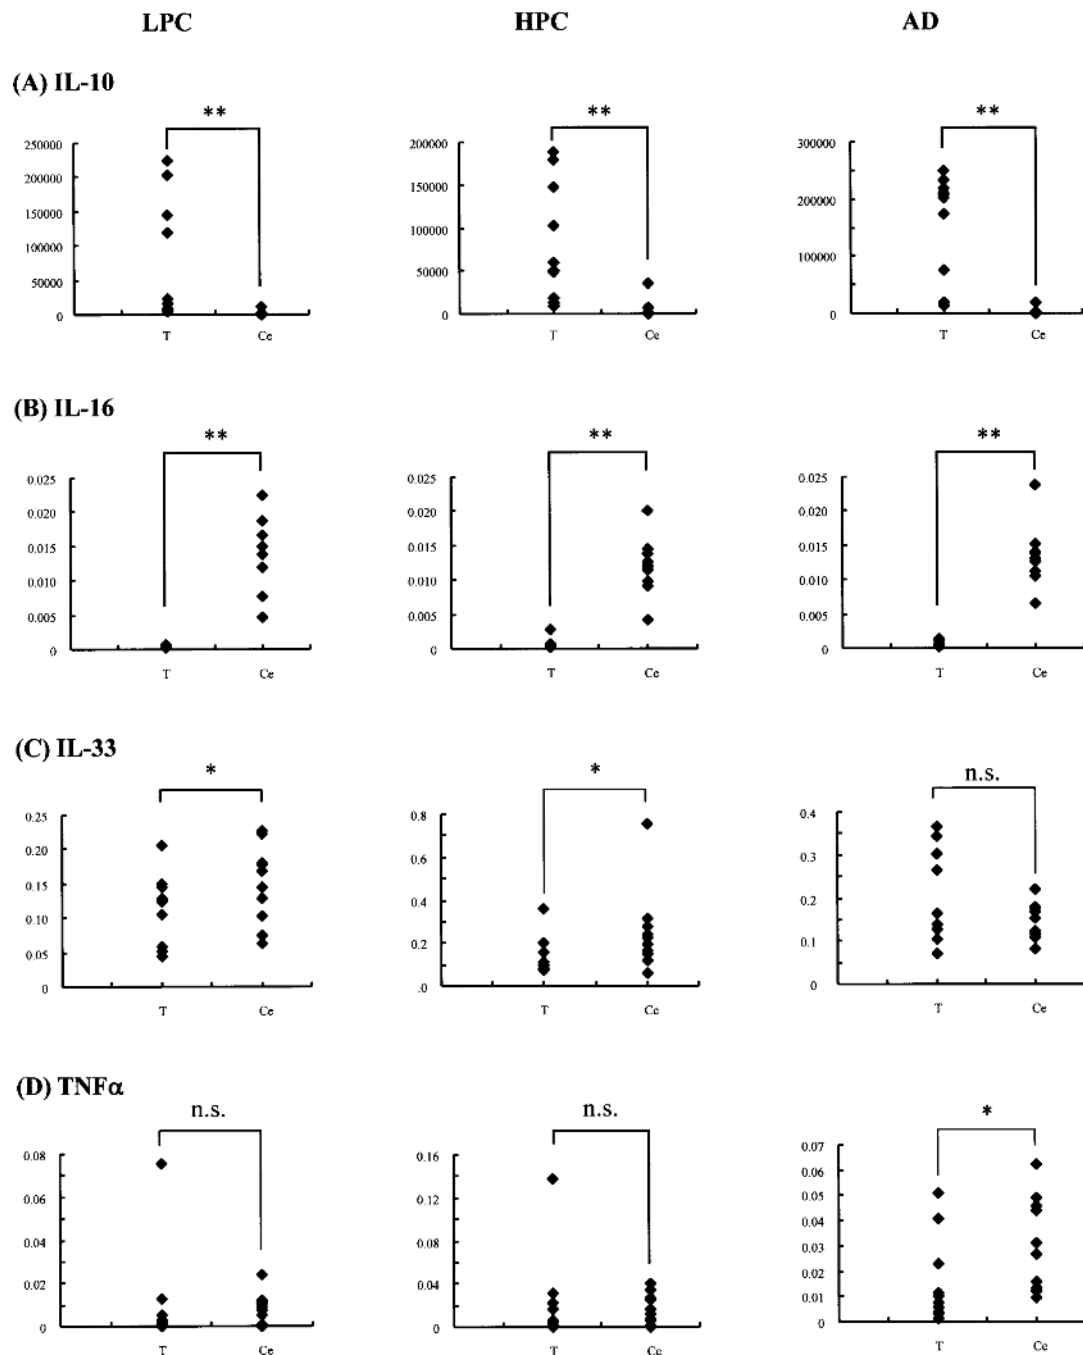 LPC HPC AD
(A) IL-10
** ** **
250000 200000 300000
200000 150000 200000
150000 100000 100000
100000 50000 0
50000 0
0
T Ce T Ce T Ce
(B) IL-16
** ** **
0.025 0.025 0.025
0.020 0.020 0.020
0.015 0.015 0.015
0.010 0.010 0.010
0.005 0.005 0.005
0 0 0
T Ce T Ce T Ce
(C) IL-33
* * n.s.
0.25 0.8 0.4
0.20 0.6 0.3
0.15 0.4 0.2
0.10 0.2 0.1
0.05 .0 0
0
T Ce T Ce T Ce
(D) TNFα
n.s. n.s. *
0.08 0.16 0.07
0.06 0.12 0.06
0.04 0.08 0.05
0.02 0.04 0.04
0 0 0.03
0.02
0.01
0
T Ce T Ce T Ce